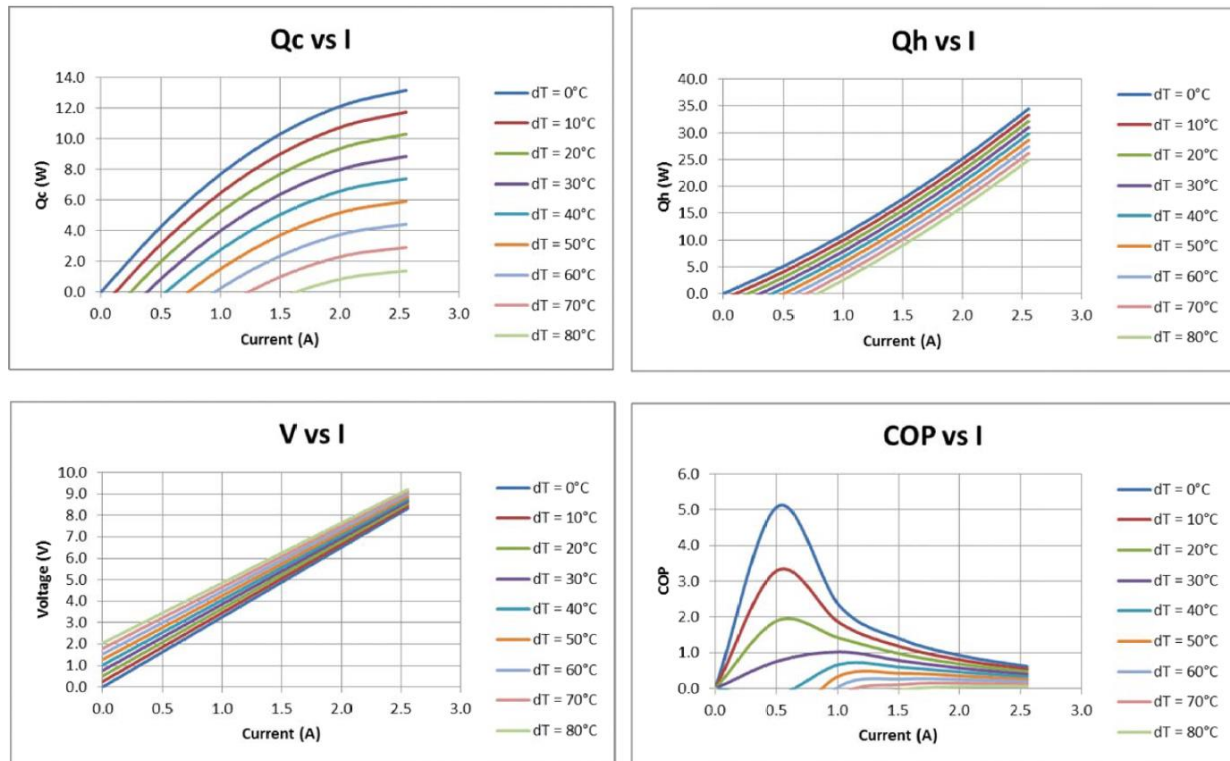 Qc vs I
14.0
12.0
10.0
8.0
6.0
4.0
2.0
0.0
Qc (W)
0.0 0.5 1.0 1.5 2.0 2.5 3.0
Current (A)
dT = 0°C
dT = 10°C
dT = 20°C
dT = 30°C
dT = 40°C
dT = 50°C
dT = 60°C
dT = 70°C
dT = 80°C
Qh vs I
40.0
35.0
30.0
25.0
20.0
15.0
10.0
5.0
0.0
Qh (W)
0.0 0.5 1.0 1.5 2.0 2.5 3.0
Current (A)
dT = 0°C
dT = 10°C
dT = 20°C
dT = 30°C
dT = 40°C
dT = 50°C
dT = 60°C
dT = 70°C
dT = 80°C
V vs I
10.0
9.0
8.0
7.0
6.0
5.0
4.0
3.0
2.0
1.0
0.0
Voltage (V)
0.0 0.5 1.0 1.5 2.0 2.5 3.0
Current (A)
dT = 0°C
dT = 10°C
dT = 20°C
dT = 30°C
dT = 40°C
dT = 50°C
dT = 60°C
dT = 70°C
dT = 80°C
COP vs I
6.0
5.0
4.0
3.0
2.0
1.0
0.0
COP
0.0 0.5 1.0 1.5 2.0 2.5 3.0
Current (A)
dT = 0°C
dT = 10°C
dT = 20°C
dT = 30°C
dT = 40°C
dT = 50°C
dT = 60°C
dT = 70°C
dT = 80°C